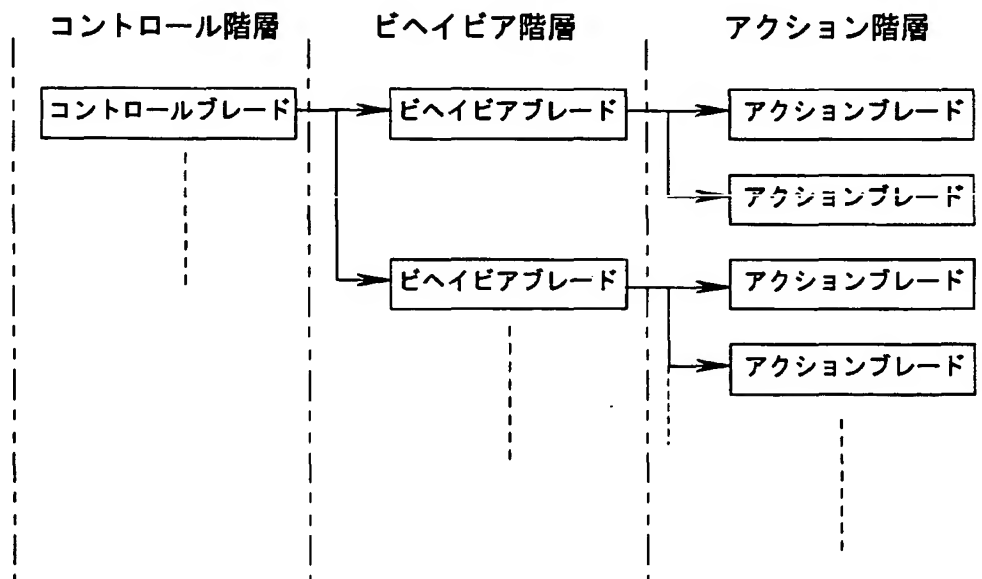 コントロール階層
ビヘイビア階層
アクション階層
コントロールブレード
ビヘイビアブレード
アクションブレード
アクションブレード
ビヘイビアブレード
アクションブレード
アクションブレード